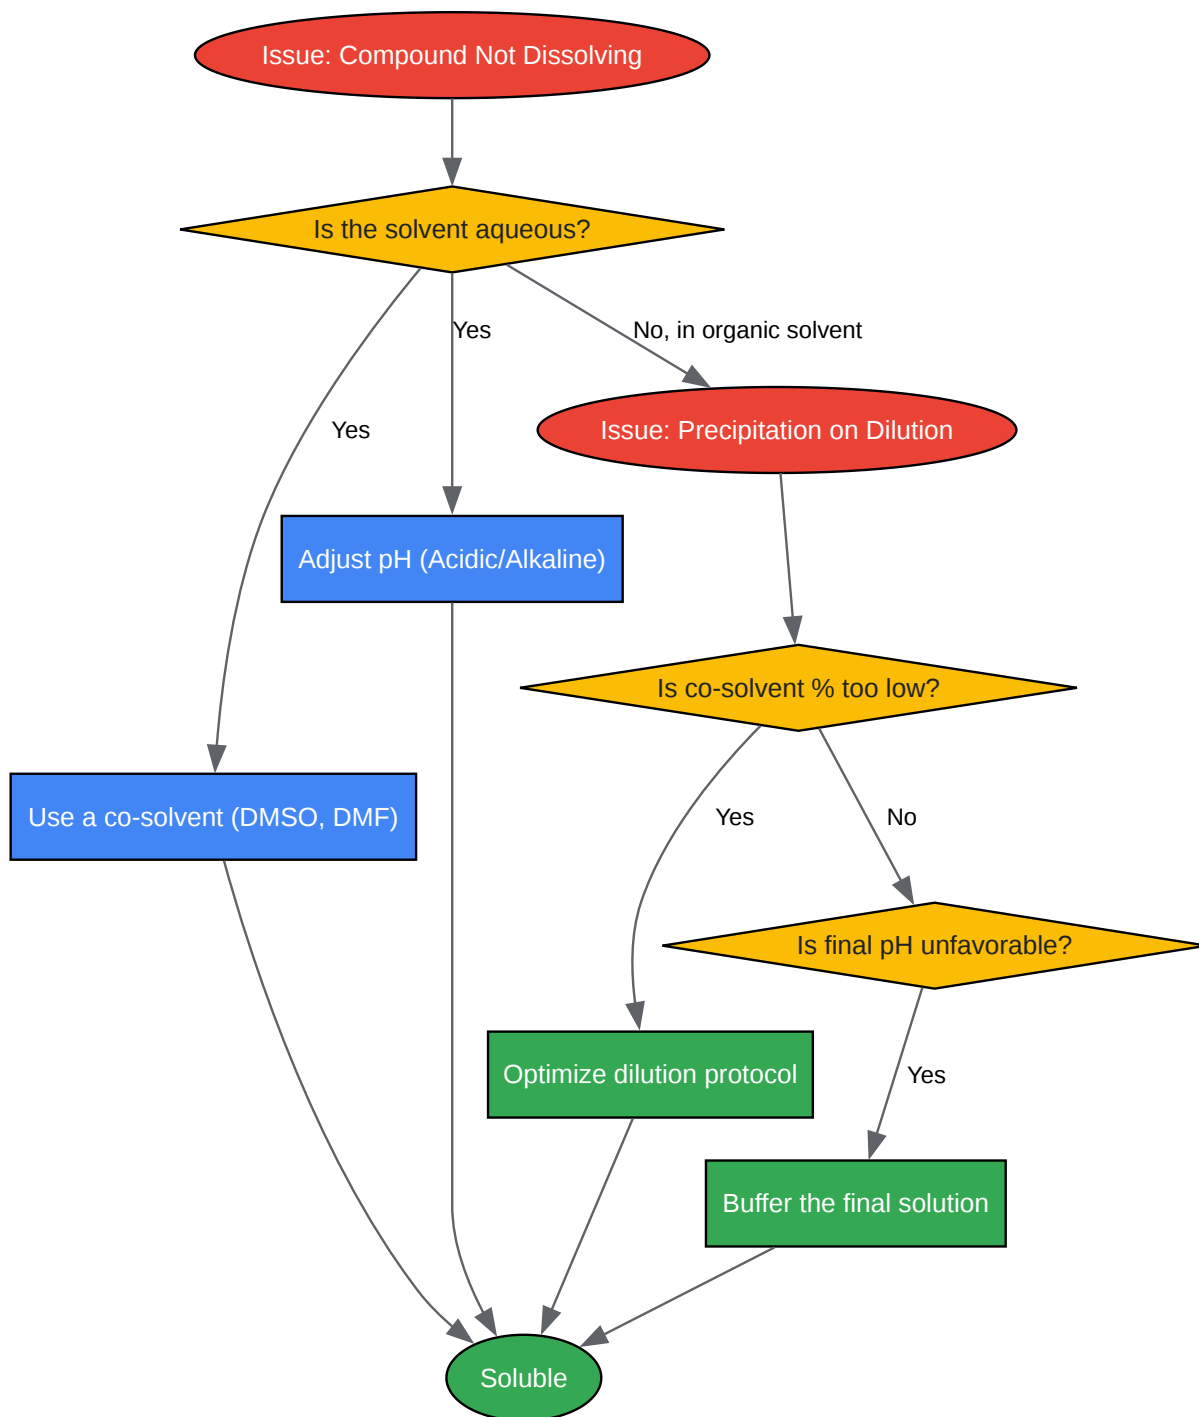 Issue: Compound Not Dissolving
Is the solvent aqueous?
Yes
No, in organic solvent
Yes
Issue: Precipitation on Dilution
Adjust pH (Acidic/Alkaline)
Is co-solvent % too low?
Use a co-solvent (DMSO, DMF)
Yes
No
Is final pH unfavorable?
Optimize dilution protocol
Yes
Buffer the final solution
Soluble